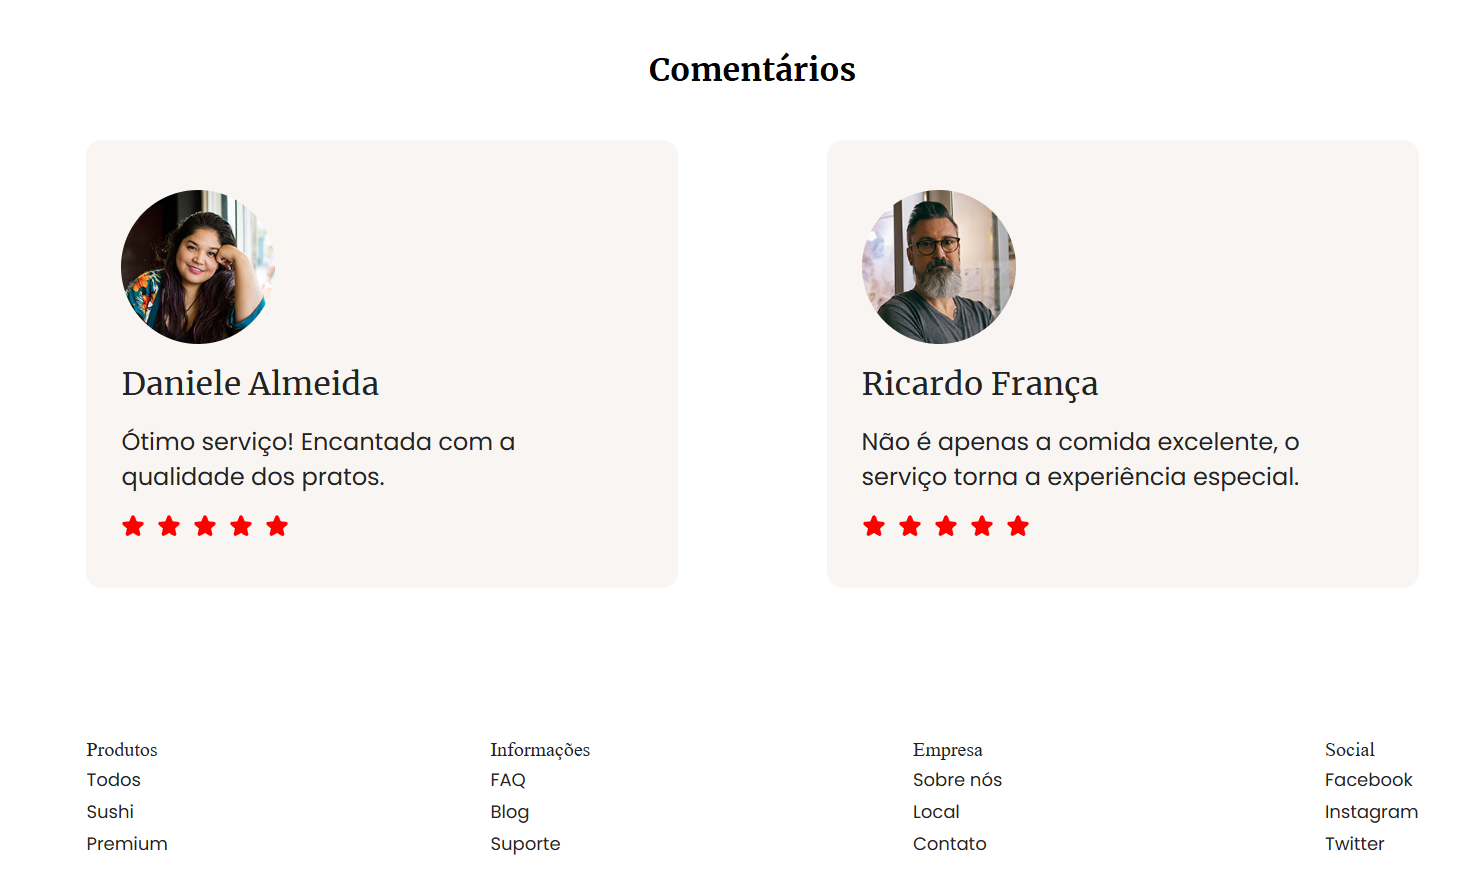 Comentários
Daniele Almeida
Ótimo serviço! Encantada com a
qualidade dos pratos.
Ricardo França
Não é apenas a comida excelente, o
serviço torna a experiência especial.
Produtos
Todos
Sushi
Premium
Informações
FAQ
Blog
Suporte
Empresa
Sobre nós
Local
Contato
Social
Facebook
Instagram
Twitter